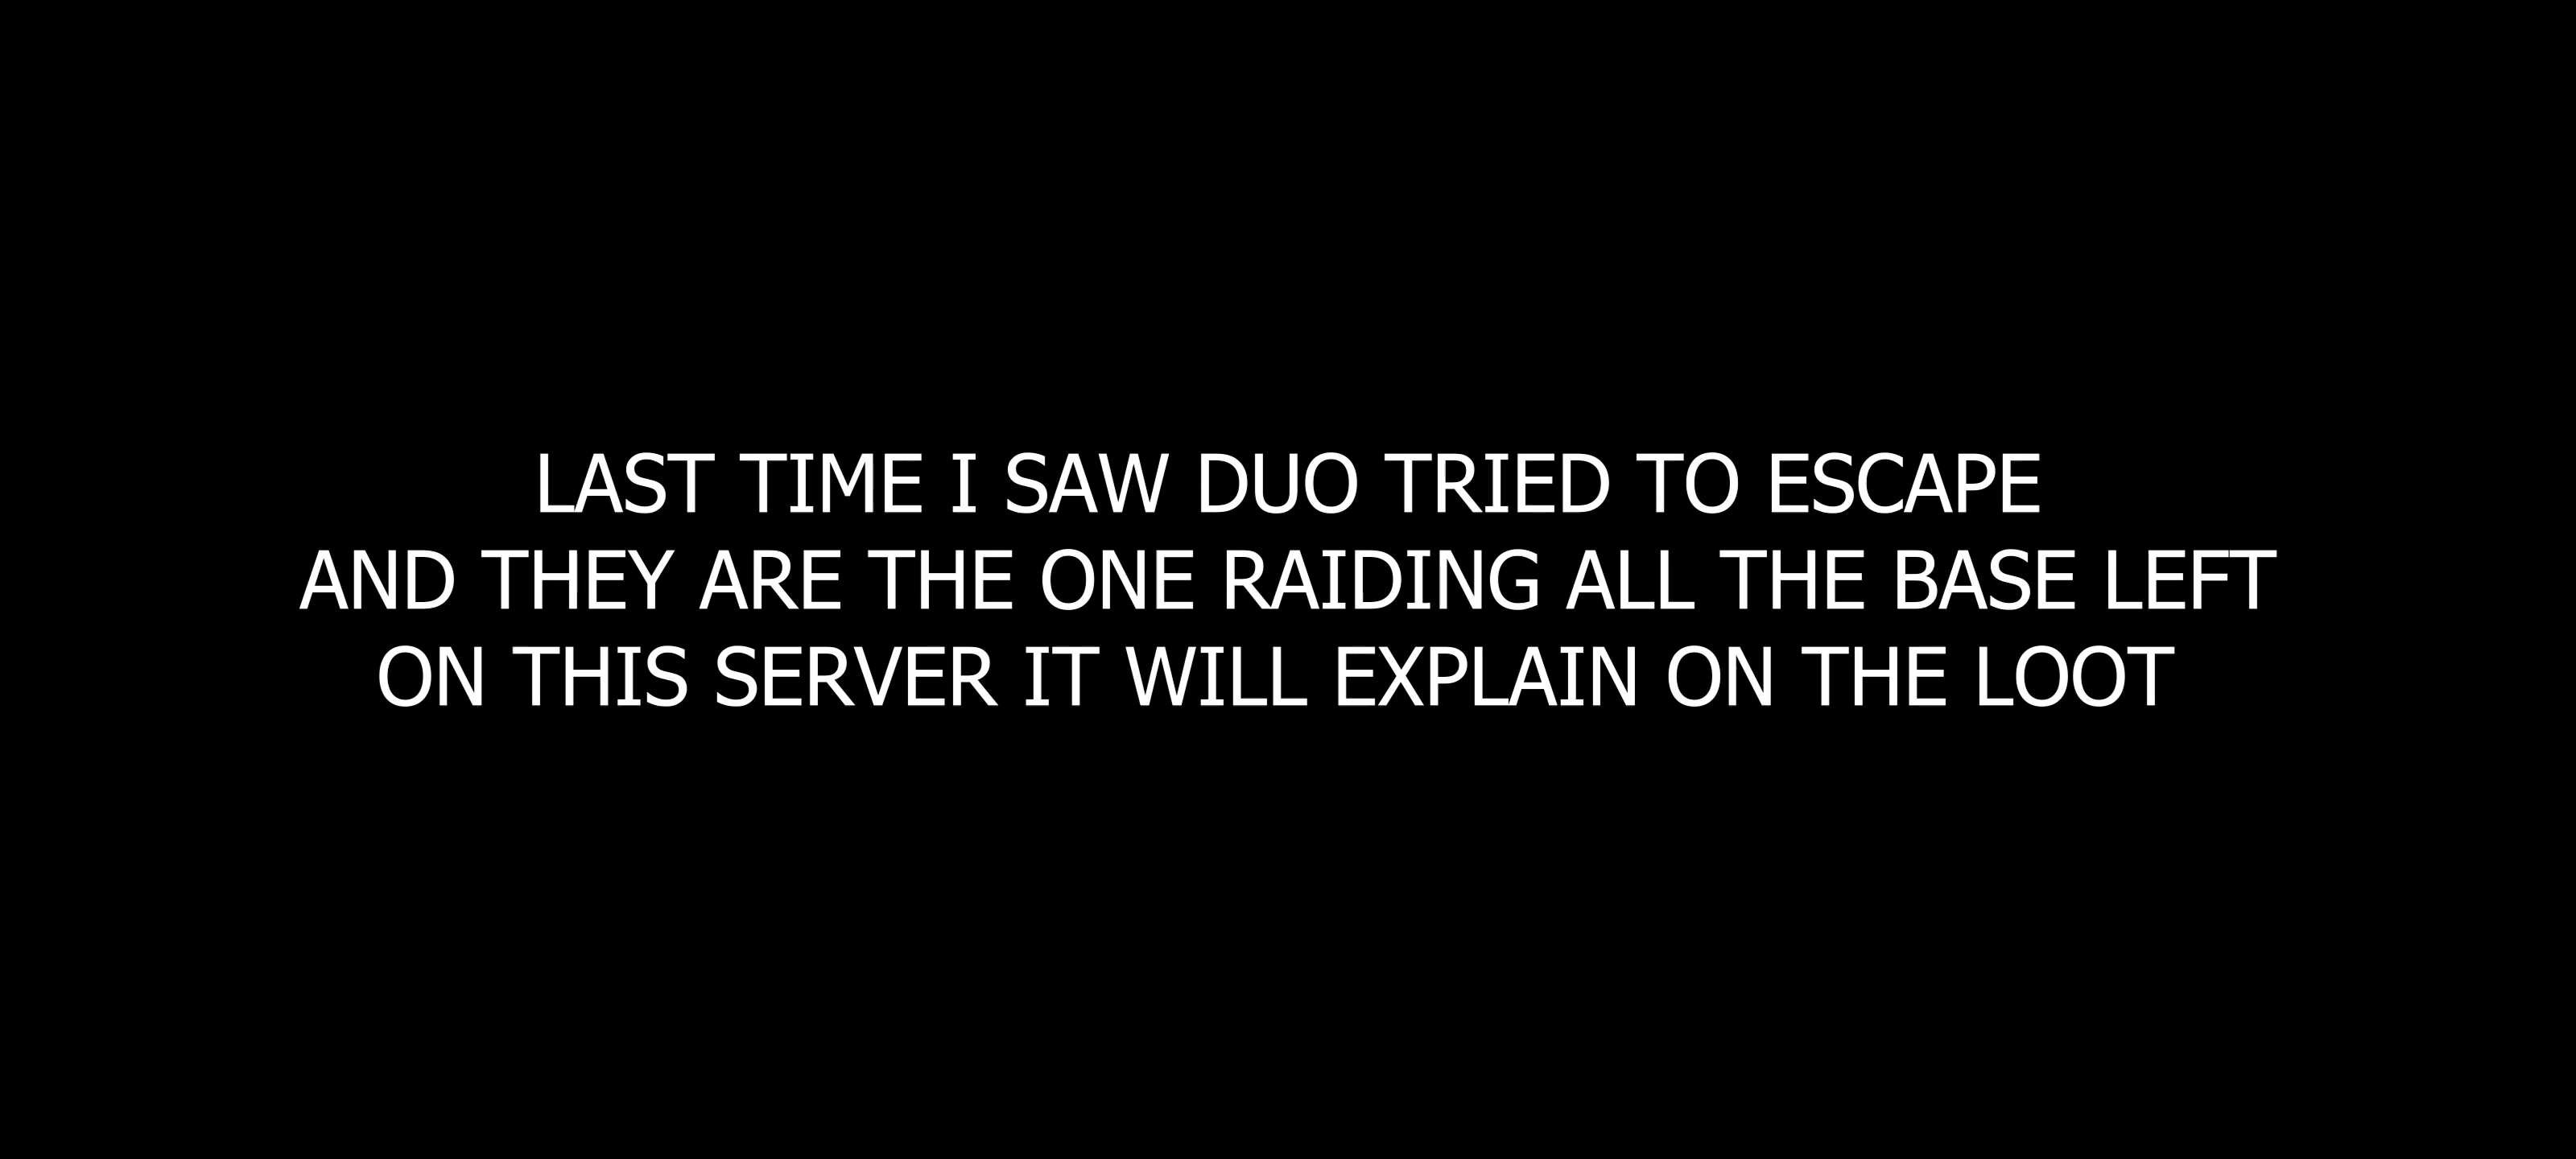 LAST TIME I SAW DUO TRIED TO ESCAPE
AND THEY ARE THE ONE RAIDING ALL THE BASE LEFT
ON THIS SERVER IT WILL EXPLAIN ON THE LOOT